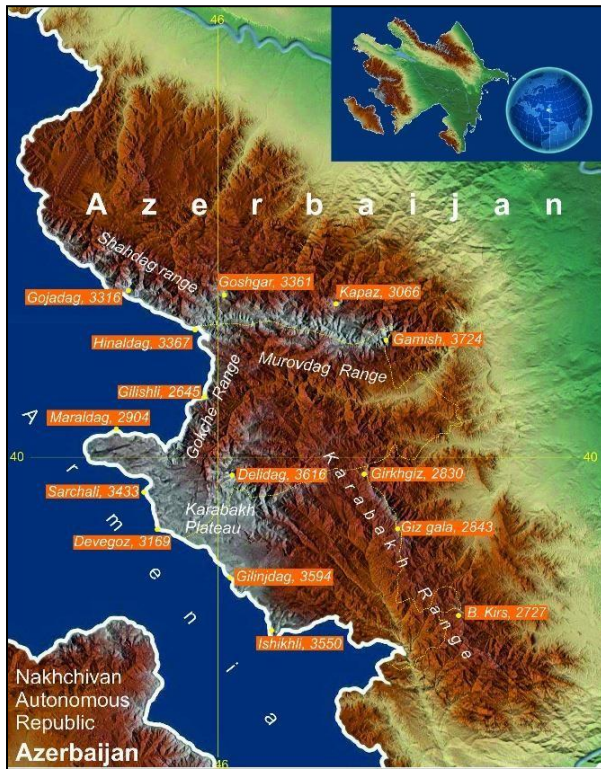 46
Azerbaijan
Shahdag range
Goshgar, 3361
Gojadag, 3316
Kapaz, 3066
Hinaldag, 3367
Gamish, 3724
Murovdag Range
Gokche Range
Gilishli, 2645
Maraidag, 2904
Armenia
40
40
Delidag, 3616
Girkhgiz, 2830
Karabakh Range
Sarchali, 3433
Karabakh
Plateau
Giz gala, 2843
Devegoz, 3169
Gilinjdag, 3594
B. Kirs, 2727
Ishikhli, 3550
Nakhchivan
Autonomous
Republic
Azerbaijan
46